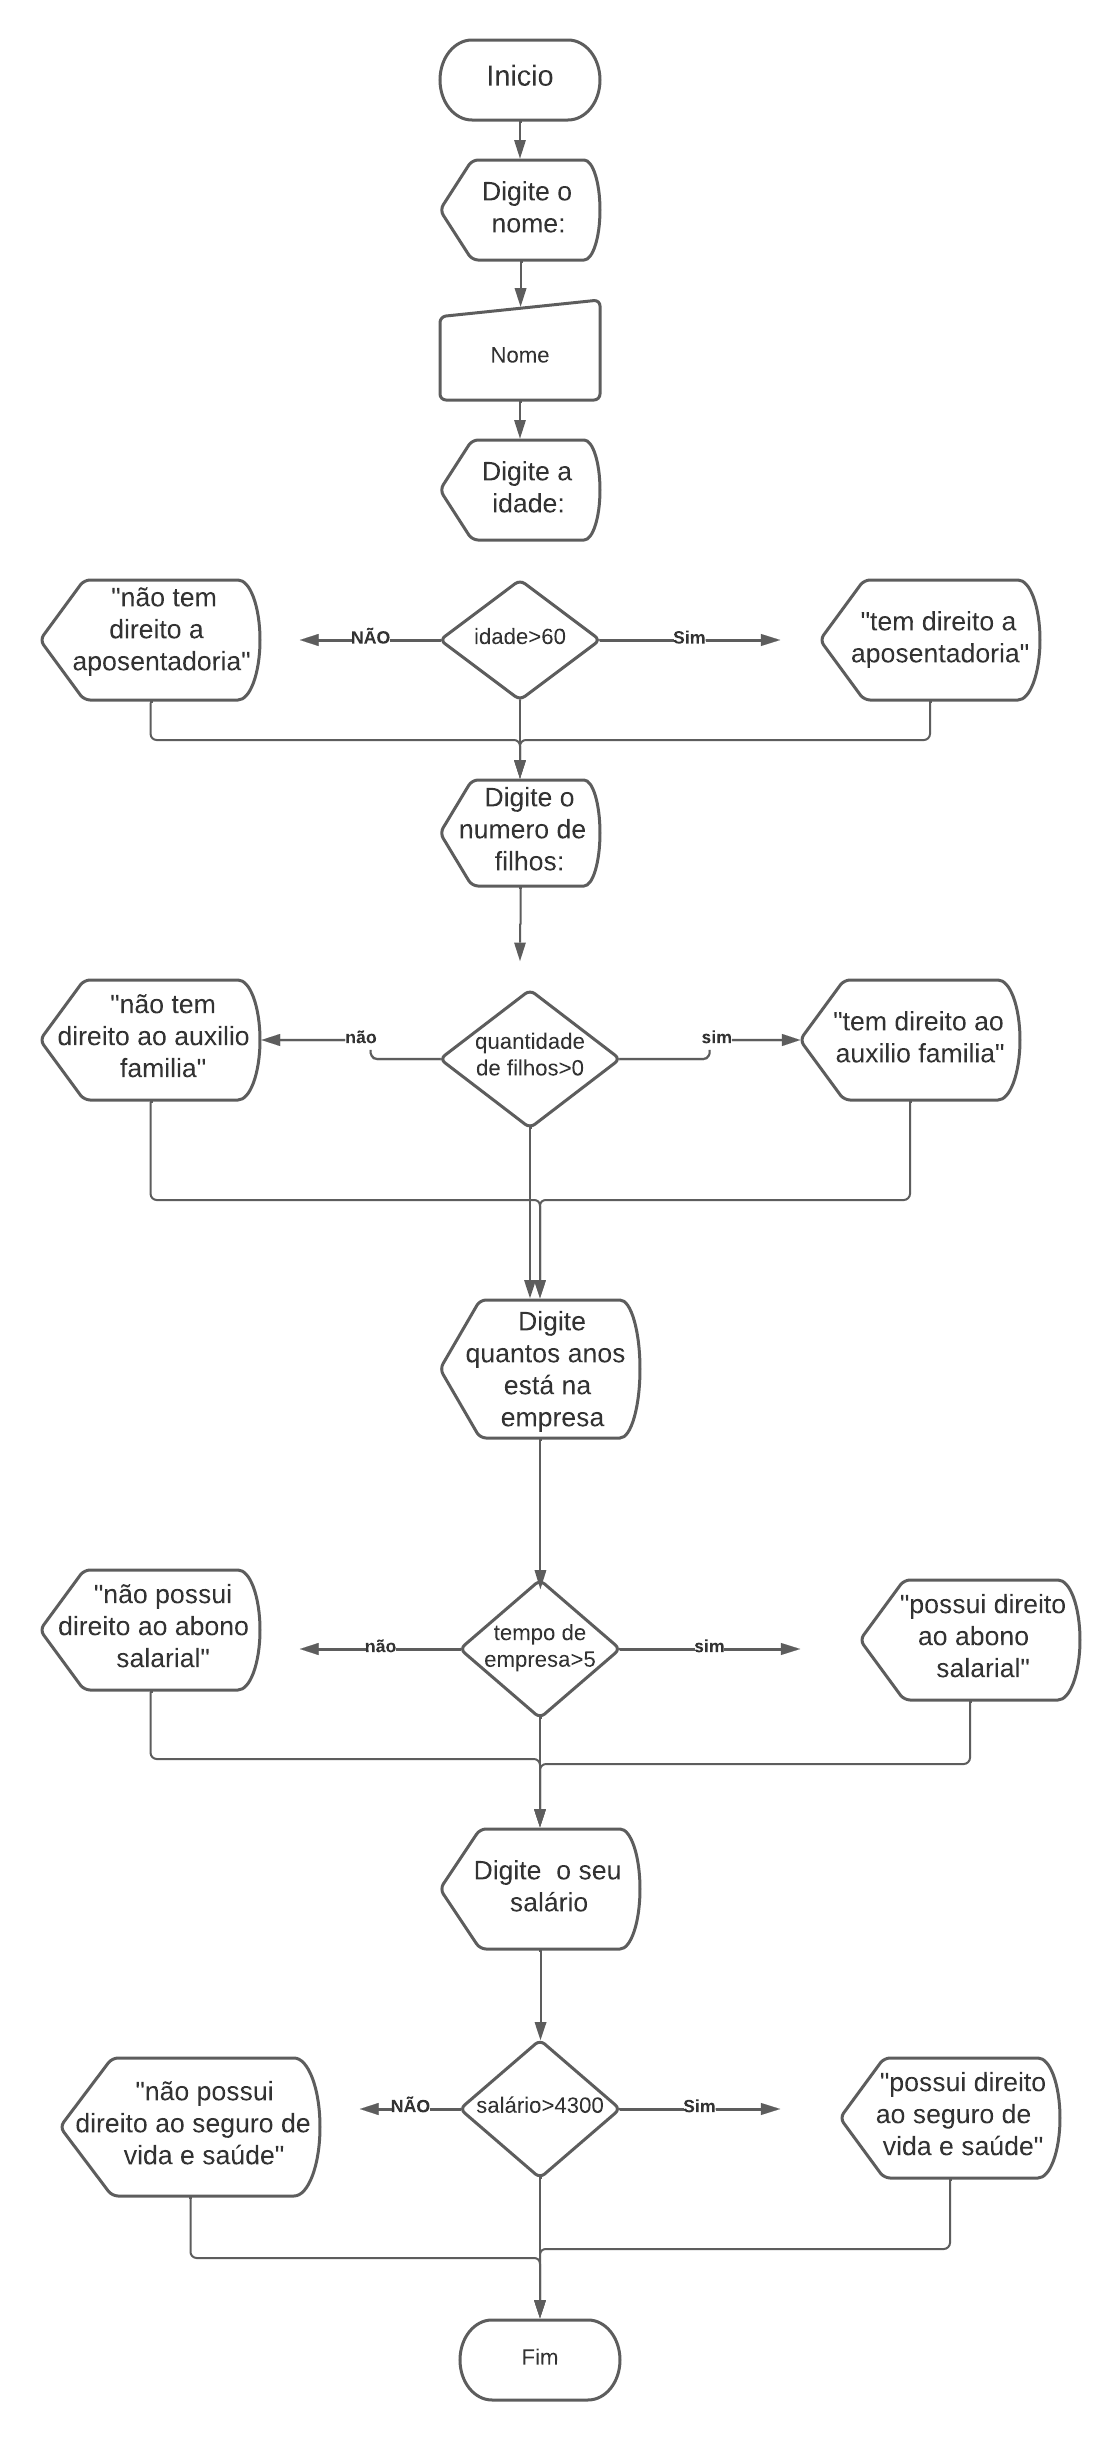 Inicio
Digite o
nome:
Nome
Digite a
idade:
"não tem
direito a
aposentadoria"
NÃO
idade>60
Sim
"tem direito a
aposentadoria"
Digite o
numero de
filhos:
"não tem
direito ao auxilio
familia"
não
quantidade
de filhos>0
sim
"tem direito ao
auxilio familia"
Digite
quantos anos
está na
empresa
"não possui
direito ao abono
salarial"
não
tempo de
empresa>5
sim
"possui direito
ao abono
salarial"
Digite  o seu
salário
"não possui
direito ao seguro de
vida e saúde"
NÃO
salário>4300
Sim
"possui direito
ao seguro de
vida e saúde"
Fim